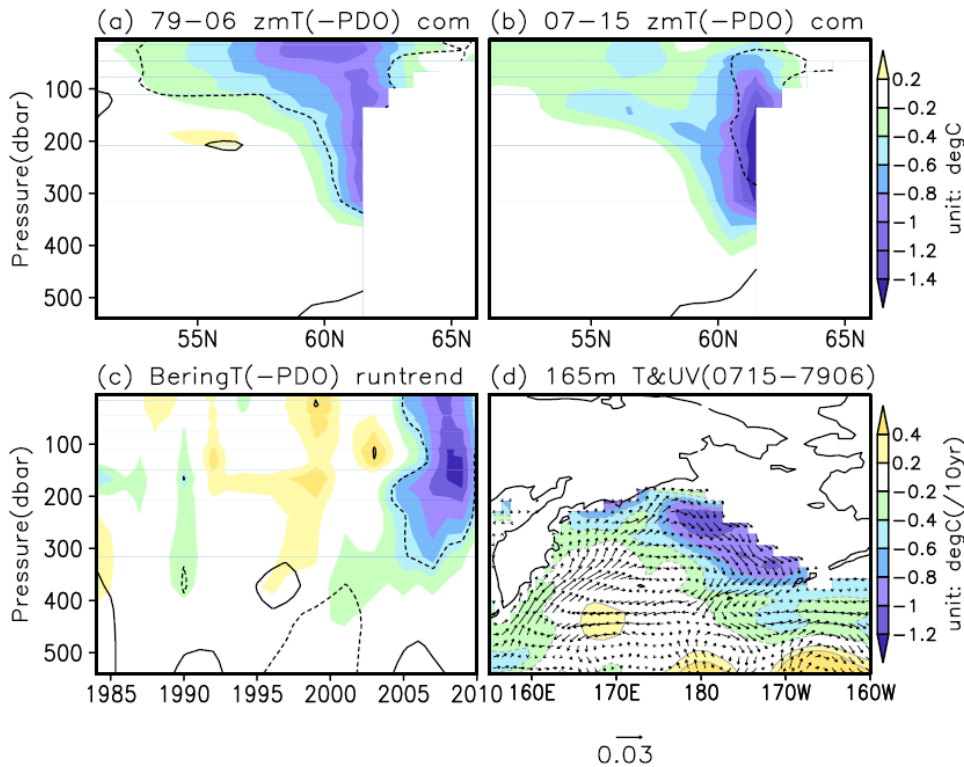 (a) 79-06 zmT(-PDO) com
(b) 07-15 zmT(-PDO) com
Pressure(dbar)
100
200
300
400
500
55N
60N
65N
55N
60N
65N
0.2
-0.2
-0.4
-0.6
-0.8
-1
-1.2
-1.4
unit: degC
(c) BeringT(-PDO) runtrend
(d) 165m T&UV(0715-7906)
Pressure(dbar)
100
200
300
400
500
1985
1990
1995
2000
2005
2010
160E
170E
180
170W
160W
0.4
0.2
-0.2
-0.4
-0.6
-0.8
-1
-1.2
unit: degC(/10yr)
0.03